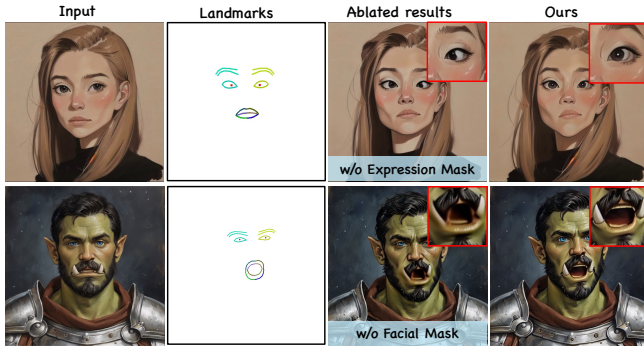 Input Landmarks Ablated results Ours
w/o Expression Mask
w/o Facial Mask